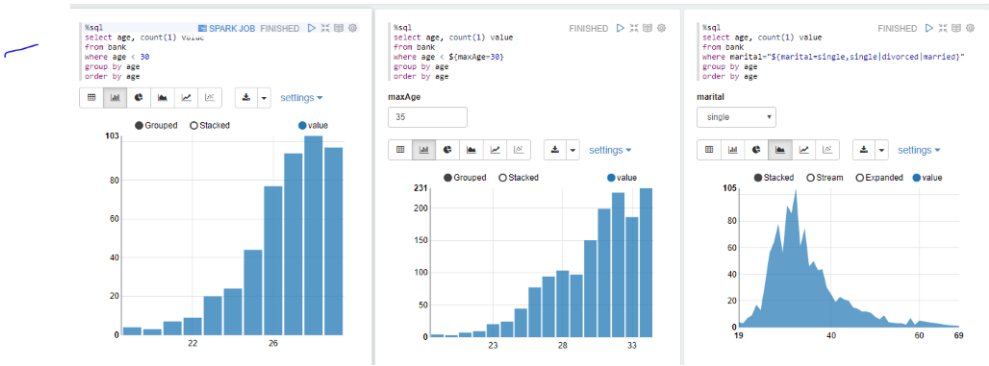 %sql
SPARK JOB FINISHED
select age, count(1) value
from bank
where age < 30
group by age
order by age
settings
Grouped Stacked value
103
80
60
40
20
0
22 26
%sql
FINISHED
select age, count(1) value
from bank
where age < ${maxAge=30}
group by age
order by age
maxAge
35
settings
Grouped Stacked value
231
200
150
100
50
0
23 28 33
%sql
FINISHED
select age, count(1) value
from bank
where marital="${marital=single,single|divorced|married}"
group by age
order by age
marital
single
settings
Stacked Stream Expanded value
105
80
60
40
20
0
19 40 60 69